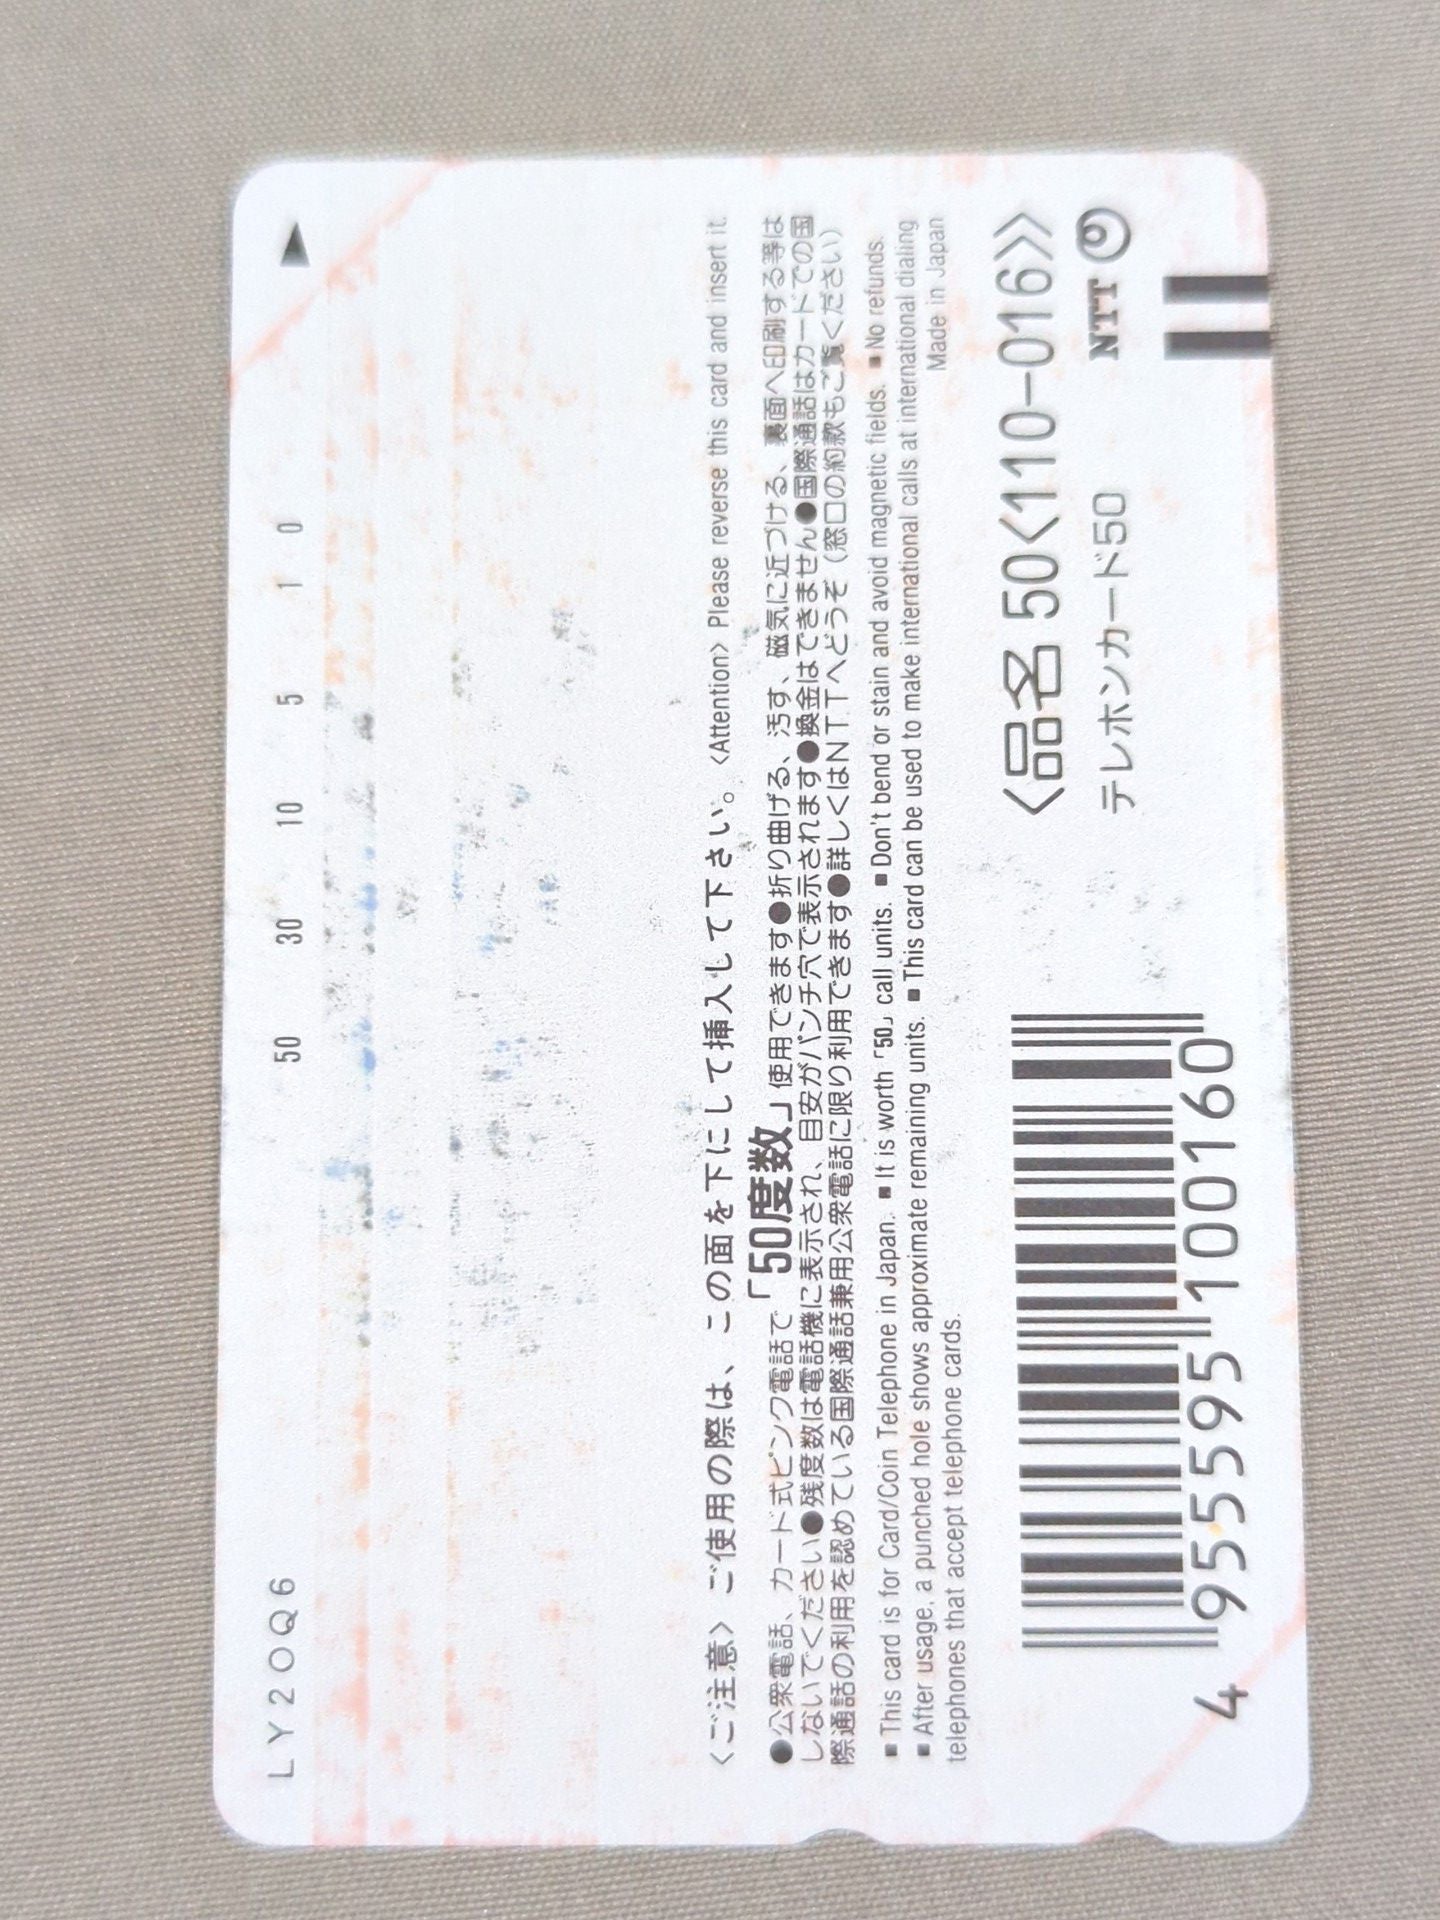 LY2OQ6
50 30 10 5 1 0
〈ご注意〉ご使用の際は、この面を下にして挿入して下さい。〈Attention〉Please reverse this card and insert it.
●公衆電話、カード式ピンク電話で「50度数」使用できます●折り曲げる、汚す、磁気に近づける、裏面へ印刷する等は
しないでください●残度数は電話機に表示され、目安がパンチ穴で表示されます●換金はできません●国際通話はカードでの国
際通話の利用を認めている国際通話兼用公衆電話に限り利用できます●詳しくはNTTへどうぞ（窓口の約款もご覧ください）
■This card is for Card/Coin Telephone in Japan. ■It is worth「50」call units. ■Don't bend or stain and avoid magnetic fields. ■No refunds.
■After usage, a punched hole shows approximate remaining units. ■This card can be used to make international calls at international dialing
telephones that accept telephone cards. Made in Japan
〈品名 50〈110-016〉〉
テレホンカード50 NTT
4 955595 100160